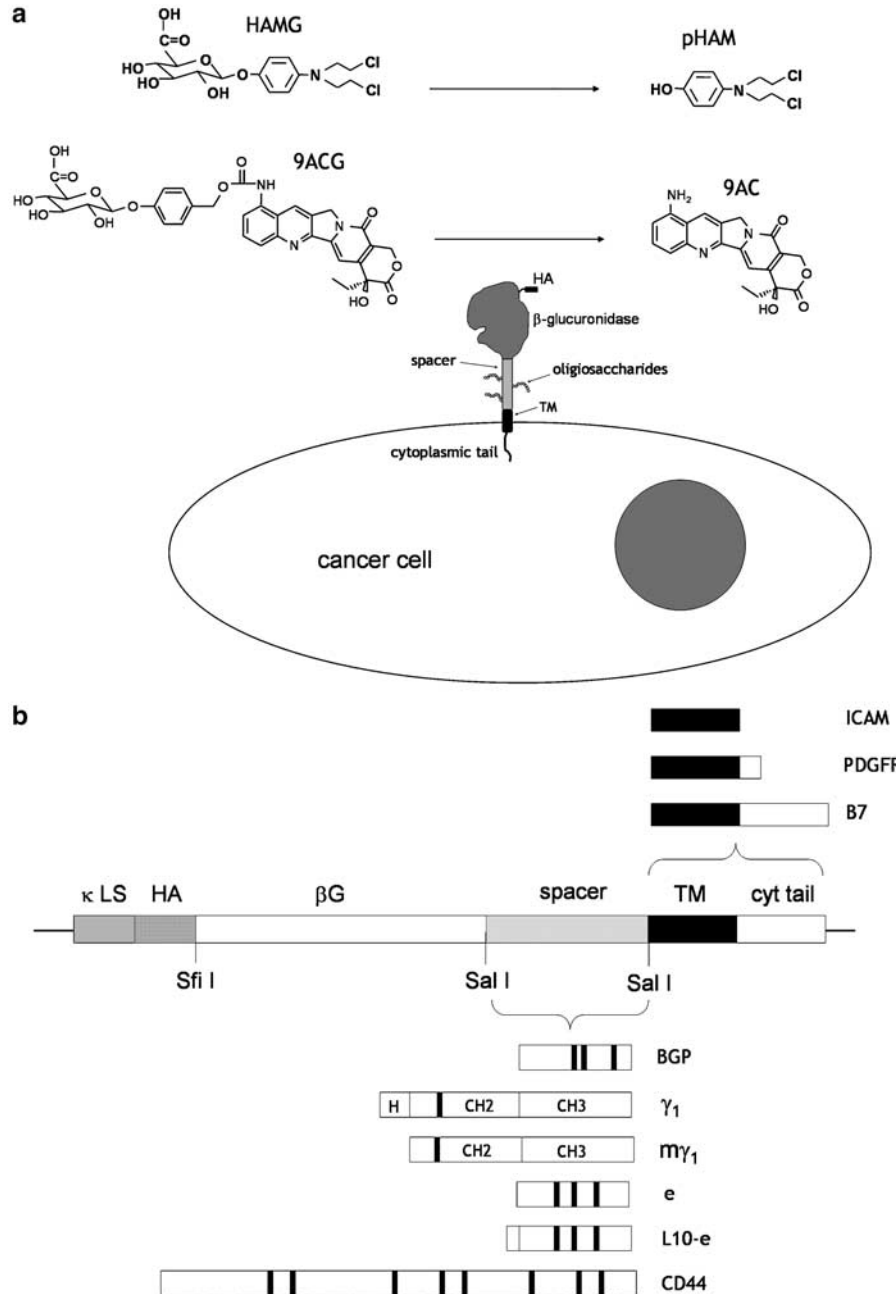 a
HAMG
pHAM
OH
C=O
HO
HO
OH
O
O
N
Cl
Cl
HO
N
Cl
Cl
9ACG
9AC
OH
C=O
HO
HO
OH
O
O
O
O
NH
N
N
O
O
HO
O
NH2
N
N
O
O
HO
O
HA
β-glucuronidase
spacer
oligiosaccharides
TM
cytoplasmic tail
cancer cell
b
ICAM
PDGFR
B7
κ LS HA βG spacer TM cyt tail
Sfi I Sal I Sal I
BGP
H CH2 CH3 γ1
CH2 CH3 mγ1
e
L10-e
CD44